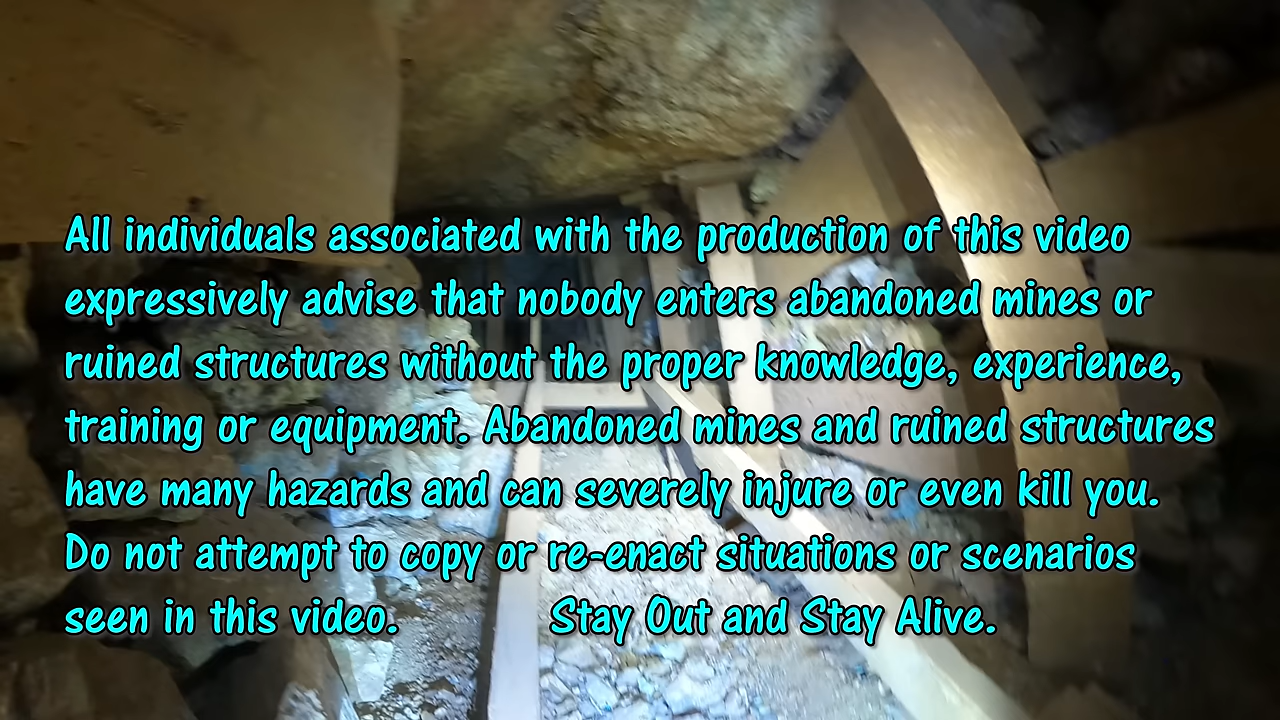 All individuals associated with the production of this video
expressively advise that nobody enters abandoned mines or
ruined structures without the proper knowledge, experience,
training or equipment. Abandoned mines and ruined structures
have many hazards and can severely injure or even kill you.
Do not attempt to copy or re-enact situations or scenarios
seen in this video. Stay Out and Stay Alive.